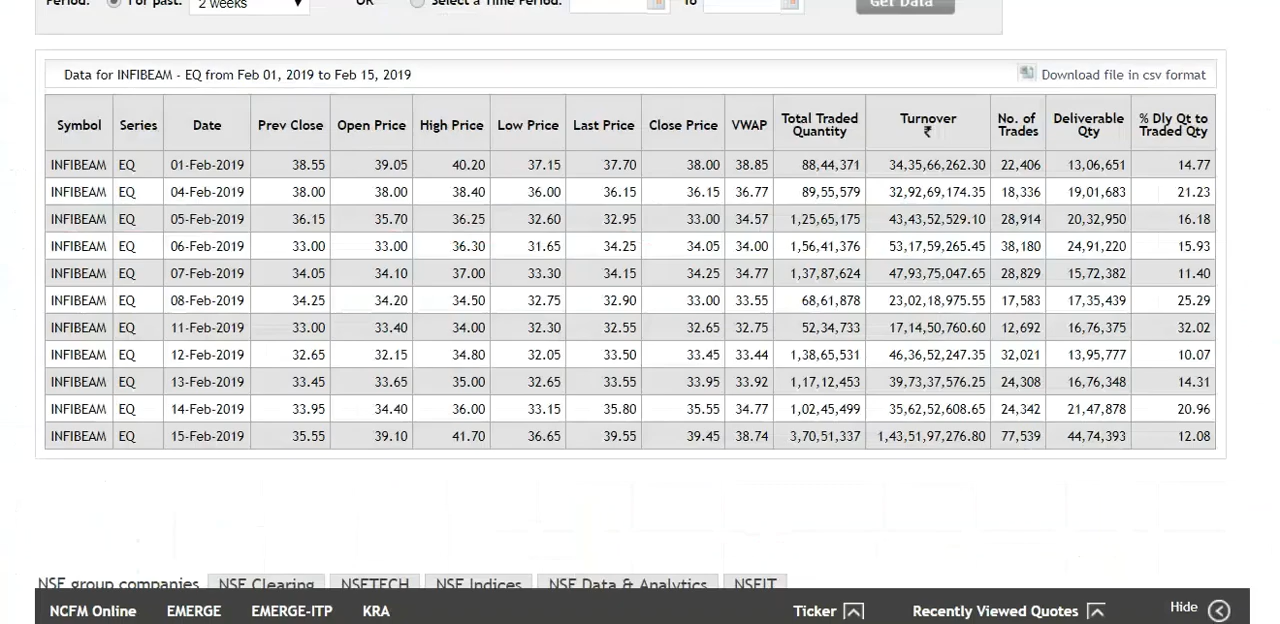 Period: For past: 2 weeks OR Select a Time Period: To Get Data
Data for INFIBEAM - EQ from Feb 01, 2019 to Feb 15, 2019 Download file in csv format
Symbol Series Date Prev Close Open Price High Price Low Price Last Price Close Price VWAP Total Traded Quantity Turnover ₹ No. of Trades Deliverable Qty % Dly Qt to Traded Qty
INFIBEAM EQ 01-Feb-2019 38.55 39.05 40.20 37.15 37.70 38.00 38.85 88,44,371 34,35,66,262.30 22,406 13,06,651 14.77
INFIBEAM EQ 04-Feb-2019 38.00 38.00 38.40 36.00 36.15 36.15 36.77 89,55,579 32,92,69,174.35 18,336 19,01,683 21.23
INFIBEAM EQ 05-Feb-2019 36.15 35.70 36.25 32.60 32.95 33.00 34.57 1,25,65,175 43,43,52,529.10 28,914 20,32,950 16.18
INFIBEAM EQ 06-Feb-2019 33.00 33.00 36.30 31.65 34.25 34.05 34.00 1,56,41,376 53,17,59,265.45 38,180 24,91,220 15.93
INFIBEAM EQ 07-Feb-2019 34.05 34.10 37.00 33.30 34.15 34.25 34.77 1,37,87,624 47,93,75,047.65 28,829 15,72,382 11.40
INFIBEAM EQ 08-Feb-2019 34.25 34.20 34.50 32.75 32.90 33.00 33.55 68,61,878 23,02,18,975.55 17,583 17,35,439 25.29
INFIBEAM EQ 11-Feb-2019 33.00 33.40 34.00 32.30 32.55 32.65 32.75 52,34,733 17,14,50,760.60 12,692 16,76,375 32.02
INFIBEAM EQ 12-Feb-2019 32.65 32.15 34.80 32.05 33.50 33.45 33.44 1,38,65,531 46,36,52,247.35 32,021 13,95,777 10.07
INFIBEAM EQ 13-Feb-2019 33.45 33.65 35.00 32.65 33.55 33.95 33.92 1,17,12,453 39,73,37,576.25 24,308 16,76,348 14.31
INFIBEAM EQ 14-Feb-2019 33.95 34.40 36.00 33.15 35.80 35.55 34.77 1,02,45,499 35,62,52,608.65 24,342 21,47,878 20.96
INFIBEAM EQ 15-Feb-2019 35.55 39.10 41.70 36.65 39.55 39.45 38.74 3,70,51,337 1,43,51,97,276.80 77,539 44,74,393 12.08
NSE group companies NSE Clearing NSETECH NSE Indices NSE Data & Analytics NSEIT
NCFM Online EMERGE EMERGE-ITP KRA Ticker Recently Viewed Quotes Hide